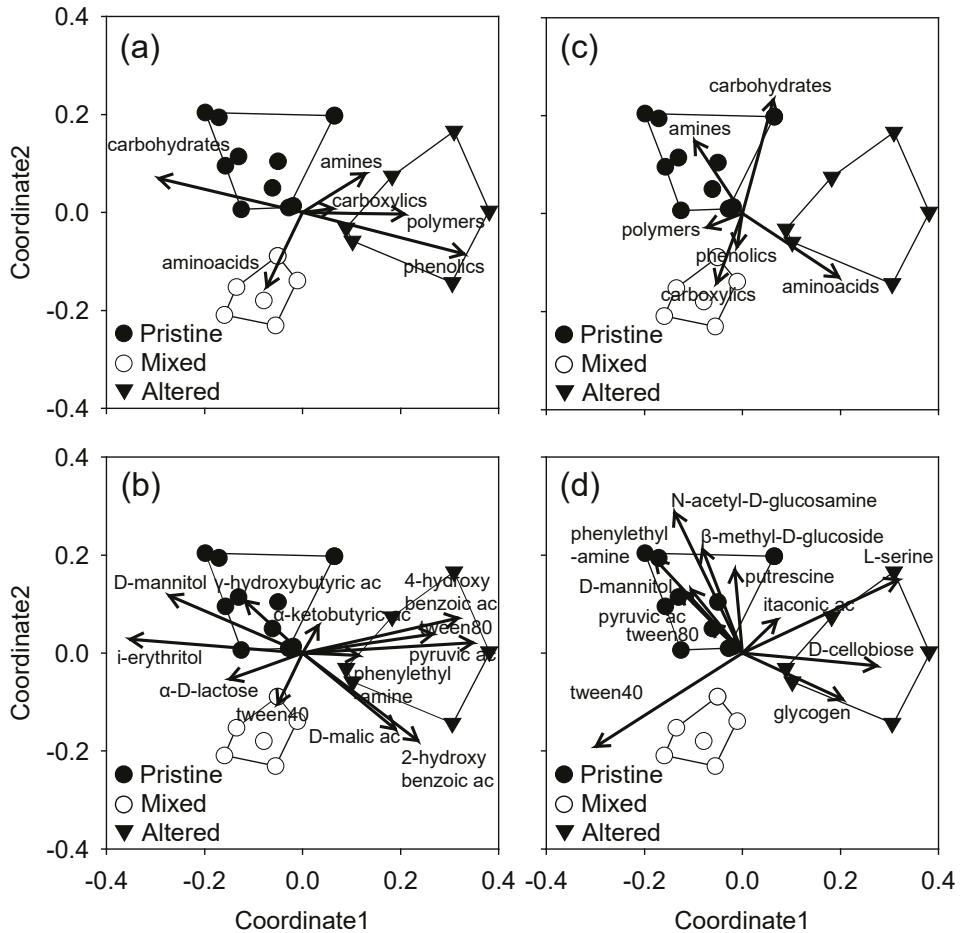 0.4
0.2
0.0
-0.2
-0.4
Coordinate2
(a)
carbohydrates
amines
carboxylics
polymers
phenolics
aminoacids
Pristine
Mixed
Altered
(c)
carbohydrates
amines
polymers
phenolics
carboxylics
aminoacids
Pristine
Mixed
Altered
0.4
0.2
0.0
-0.2
-0.4
Coordinate2
(b)
D-mannitol
γ-hydroxybutyric ac
α-ketobutyric ac
4-hydroxy
benzoic ac
tween80
pyruvic ac
i-erythritol
α-D-lactose
phenylethyl
-amine
tween40
D-malic ac
2-hydroxy
benzoic ac
Pristine
Mixed
Altered
-0.4
-0.2
0.0
0.2
0.4
Coordinate1
(d)
N-acetyl-D-glucosamine
phenylethyl
-amine
β-methyl-D-glucoside
L-serine
D-mannitol
putrescine
pyruvic ac
itaconic ac
tween80
D-cellobiose
tween40
glycogen
Pristine
Mixed
Altered
-0.4
-0.2
0.0
0.2
0.4
Coordinate1